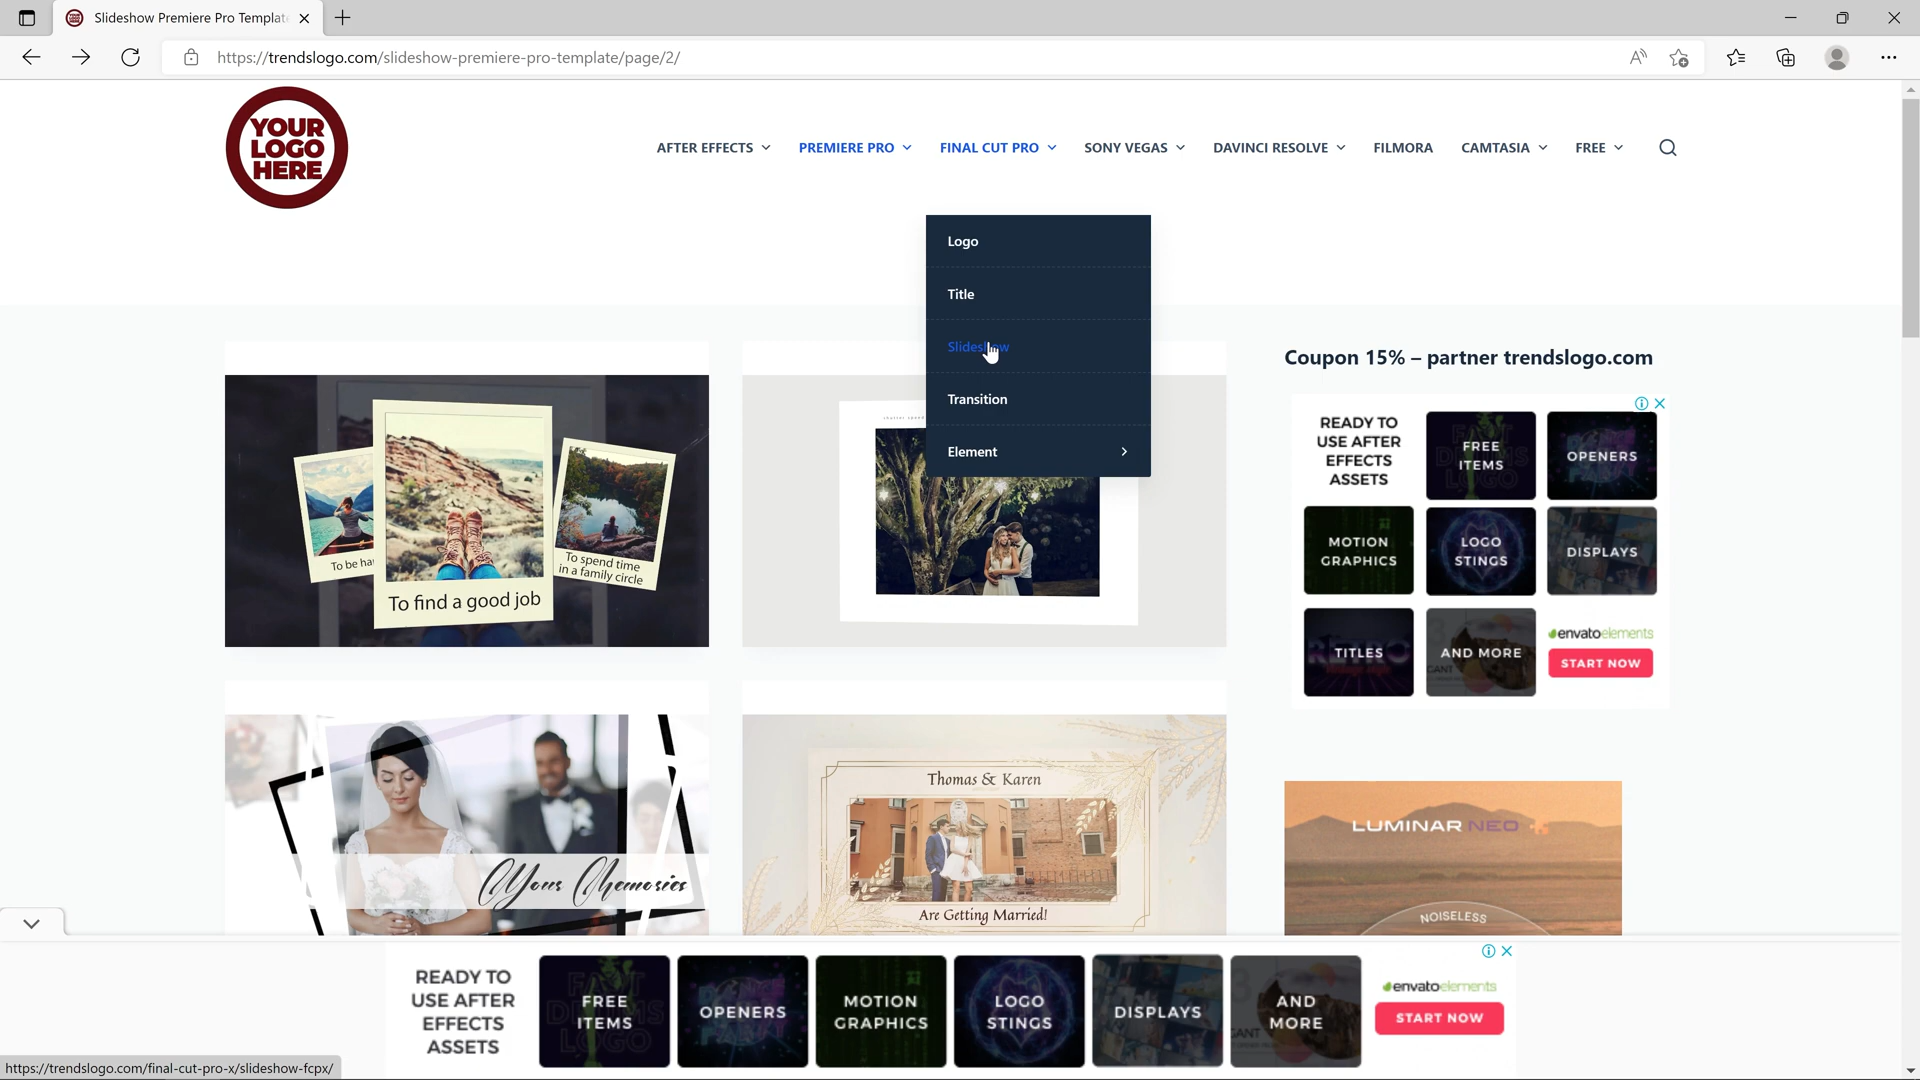 Slideshow Premiere Pro Templat
https://trendslogo.com/slideshow-premiere-pro-template/page/2/
YOUR
LOGO
HERE
AFTER EFFECTS
PREMIERE PRO
FINAL CUT PRO
SONY VEGAS
DAVINCI RESOLVE
FILMORA
CAMTASIA
FREE
Logo
Title
Slideshow
Transition
Element
Coupon 15% – partner trendslogo.com
To be ha
To find a good job
To spend time
in a family circle
READY TO
USE AFTER
EFFECTS
ASSETS
FREE
ITEMS
OPENERS
MOTION
GRAPHICS
LOGO
STINGS
DISPLAYS
TITLES
AND MORE
envatoelements
START NOW
Your Memories
Thomas & Karen
Are Getting Married!
LUMINAR NEO
NOISELESS
READY TO
USE AFTER
EFFECTS
ASSETS
FREE
ITEMS
OPENERS
MOTION
GRAPHICS
LOGO
STINGS
DISPLAYS
AND
MORE
envatoelements
START NOW
https://trendslogo.com/final-cut-pro-x/slideshow-fcpx/